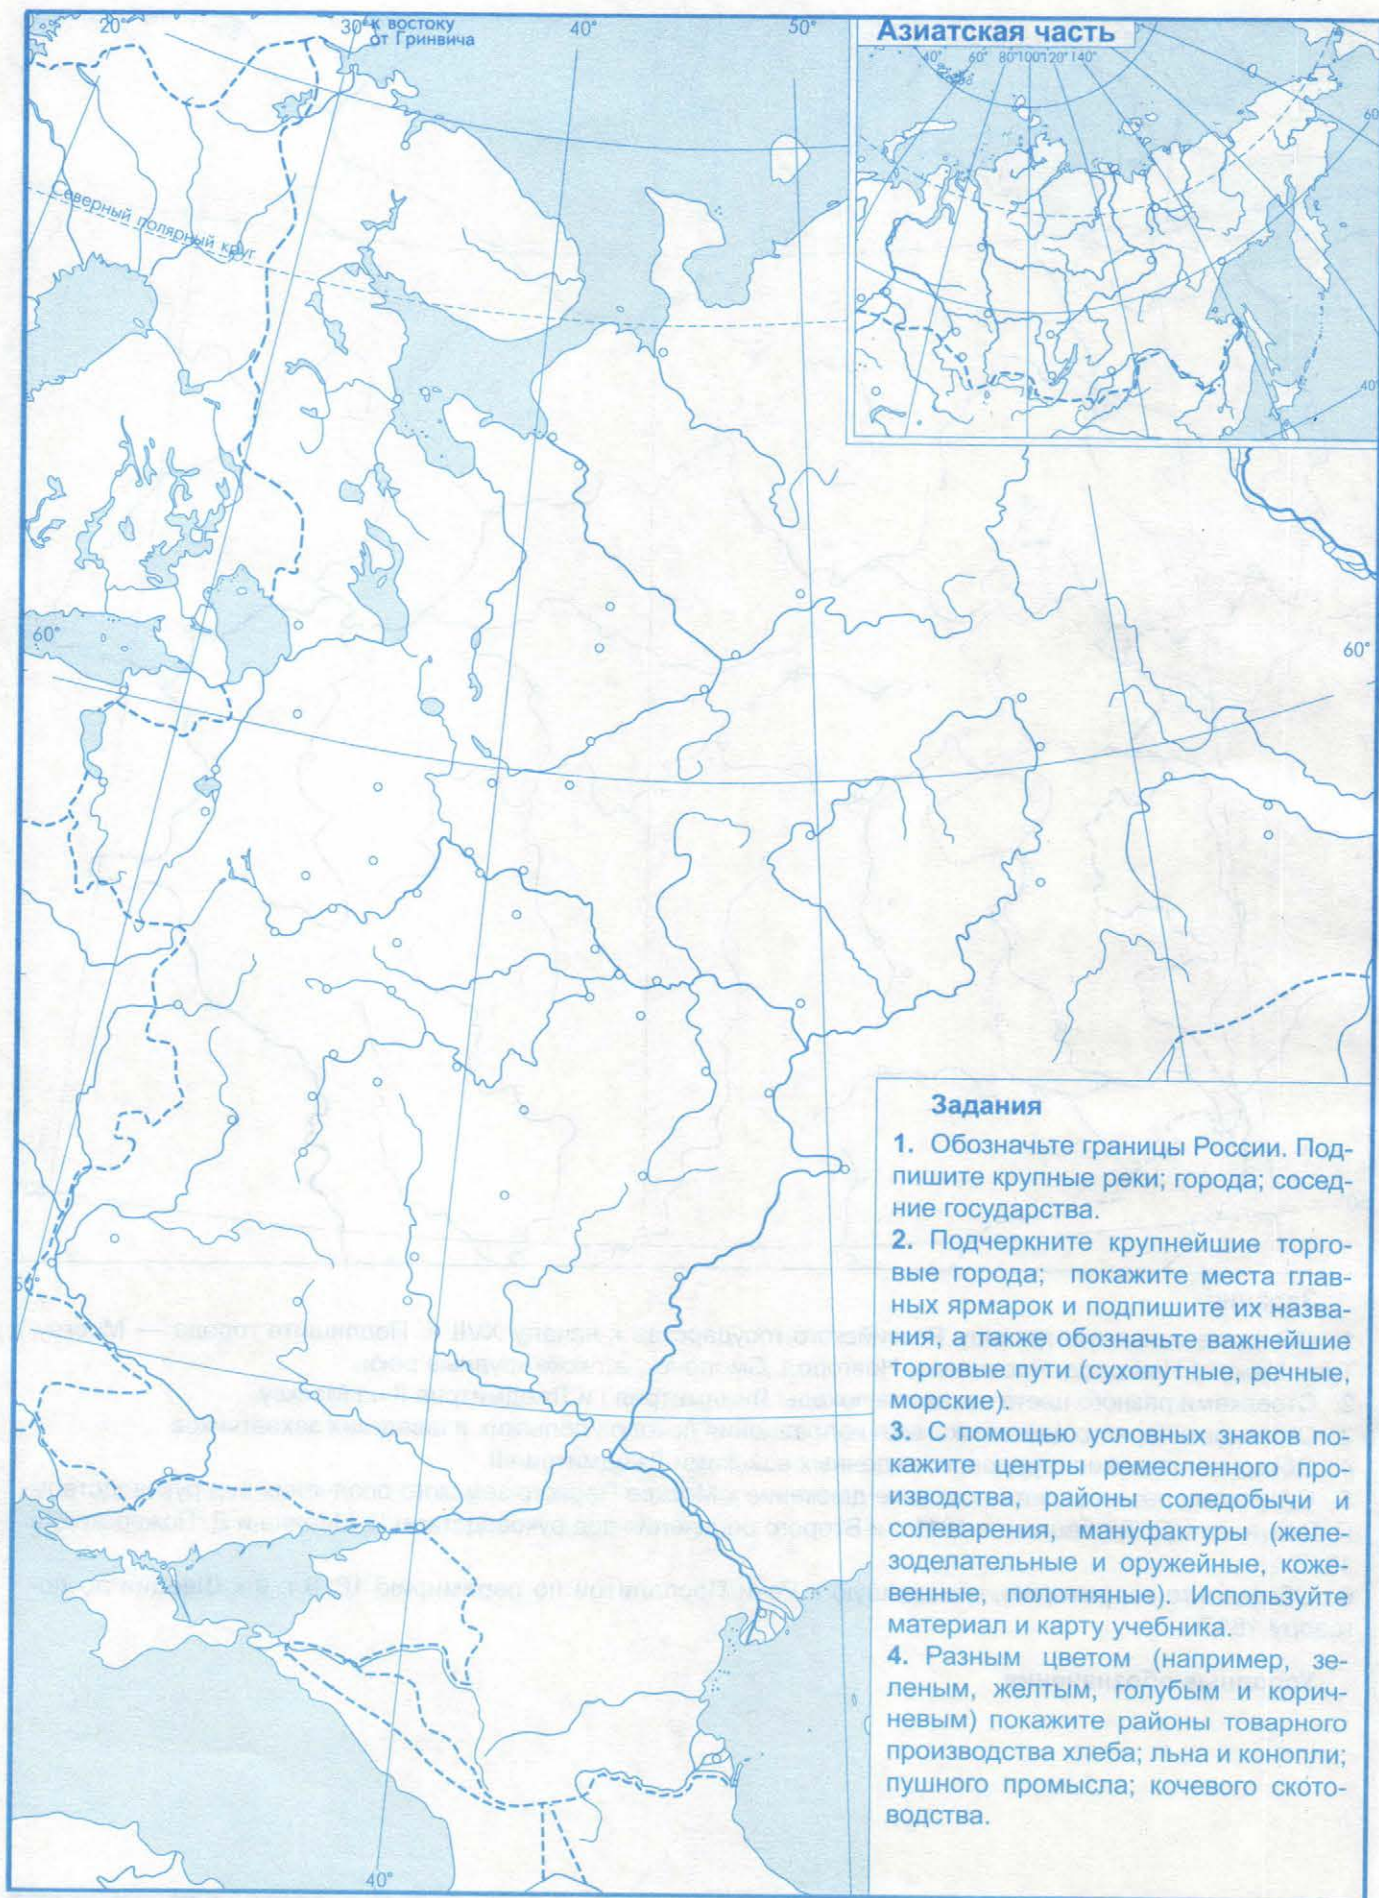 20°
30°
к востоку
от Гринвича
40°
50°
Азиатская часть
40°
60°
80°
100°
120°
140°
60°
40°
Северный полярный круг
60°
60°
50°
40°
Задания
1. Обозначьте границы России. Под-
пишите крупные реки; города; сосед-
ние государства.
2. Подчеркните крупнейшие торго-
вые города; покажите места глав-
ных ярмарок и подпишите их назва-
ния, а также обозначьте важнейшие
торговые пути (сухопутные, речные,
морские).
3. С помощью условных знаков по-
кажите центры ремесленного про-
изводства, районы соледобычи и
солеварения, мануфактуры (желе-
зоделательные и оружейные, коже-
венные, полотняные). Используйте
материал и карту учебника.
4. Разным цветом (например, зе-
леным, желтым, голубым и корич-
невым) покажите районы товарного
производства хлеба; льна и конопли;
пушного промысла; кочевого ското-
водства.